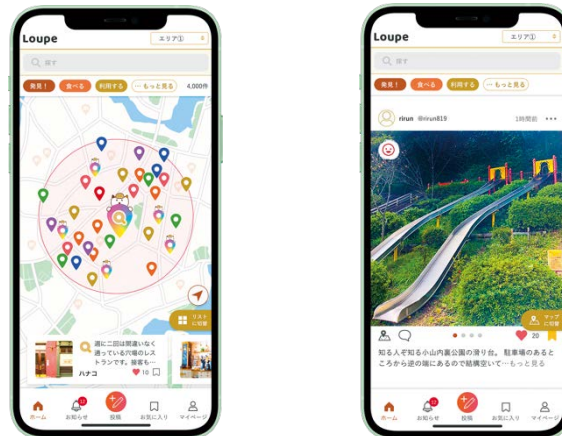 Loupe
エリア①
探す
発見！
食べる
利用する
… もっと見る
4,000件
リスト
に切替
週に二回は間違いなく
通っている穴場のレス
トランです。接客も…
ハナコ
10
ホーム
お知らせ
投稿
お気に入り
マイページ
Loupe
エリア①
探す
発見！
食べる
利用する
… もっと見る
rirun @rirun819
1時間前
マップ
に切替
20
知る人ぞ知る小山内裏公園の滑り台。 駐車場のあると
ころから逆の端にあるので結構空いて…もっと見る
ホーム
お知らせ
投稿
お気に入り
マイページ